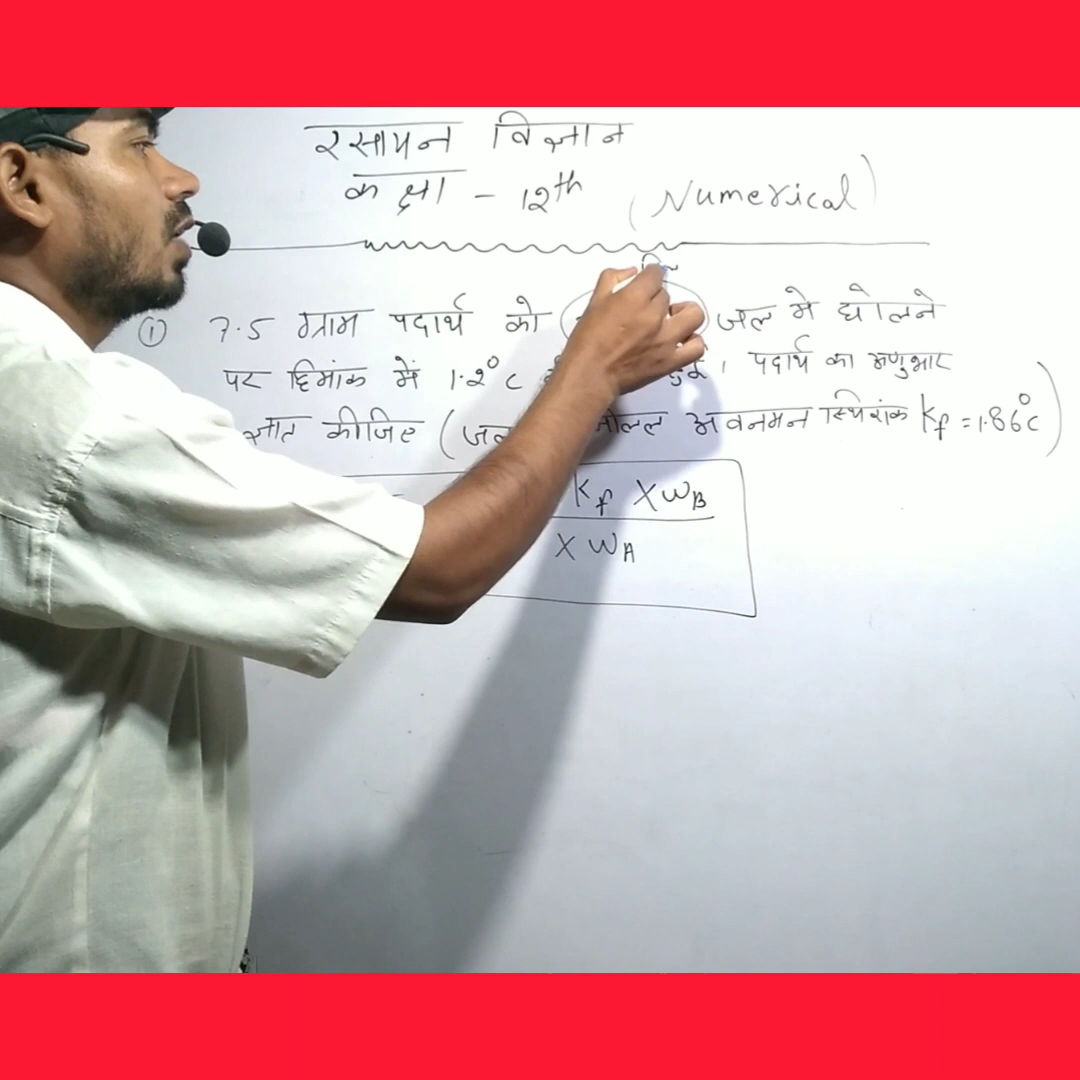 रसायन विज्ञान
कक्षा - 12th (Numerical)
① 7.5 ग्राम पदार्थ को जल मे घोलने
पर हिमांक में 1.2°c हुई। पदार्थ का अणुभार
ज्ञात कीजिए (जल अवनमन स्थिरांक Kf = 1.86°c)
Kf X WB
X WA